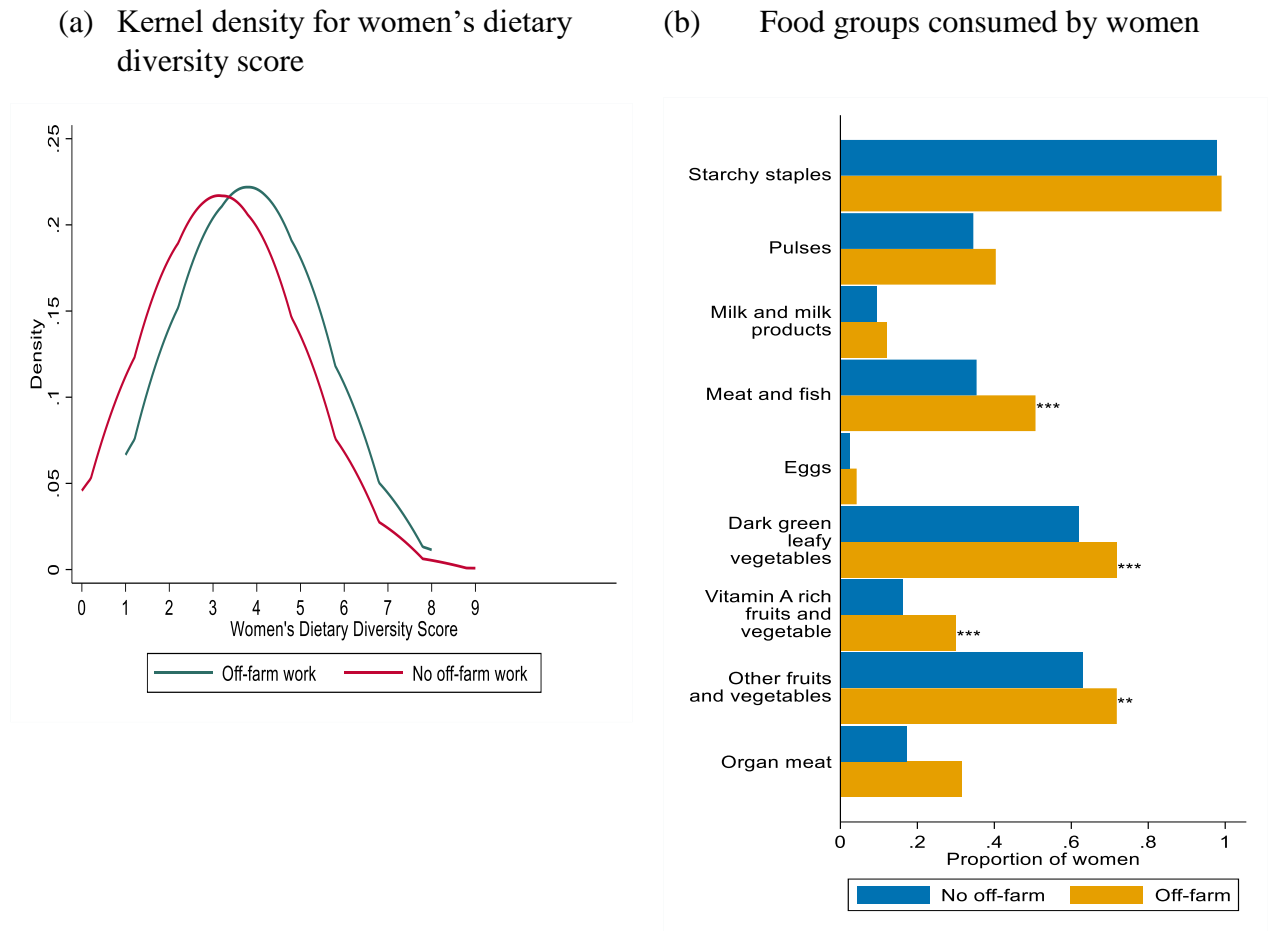 (a) Kernel density for women’s dietary
diversity score
.25
.2
.15
.1
.05
0
Density
0 1 2 3 4 5 6 7 8 9
Women's Dietary Diversity Score
Off-farm work No off-farm work
(b) Food groups consumed by women
Starchy staples
Pulses
Milk and milk
products
Meat and fish
***
Eggs
Dark green
leafy
vegetables
***
Vitamin A rich
fruits and
vegetable
***
Other fruits
and vegetables
**
Organ meat
0 .2 .4 .6 .8 1
Proportion of women
No off-farm Off-farm